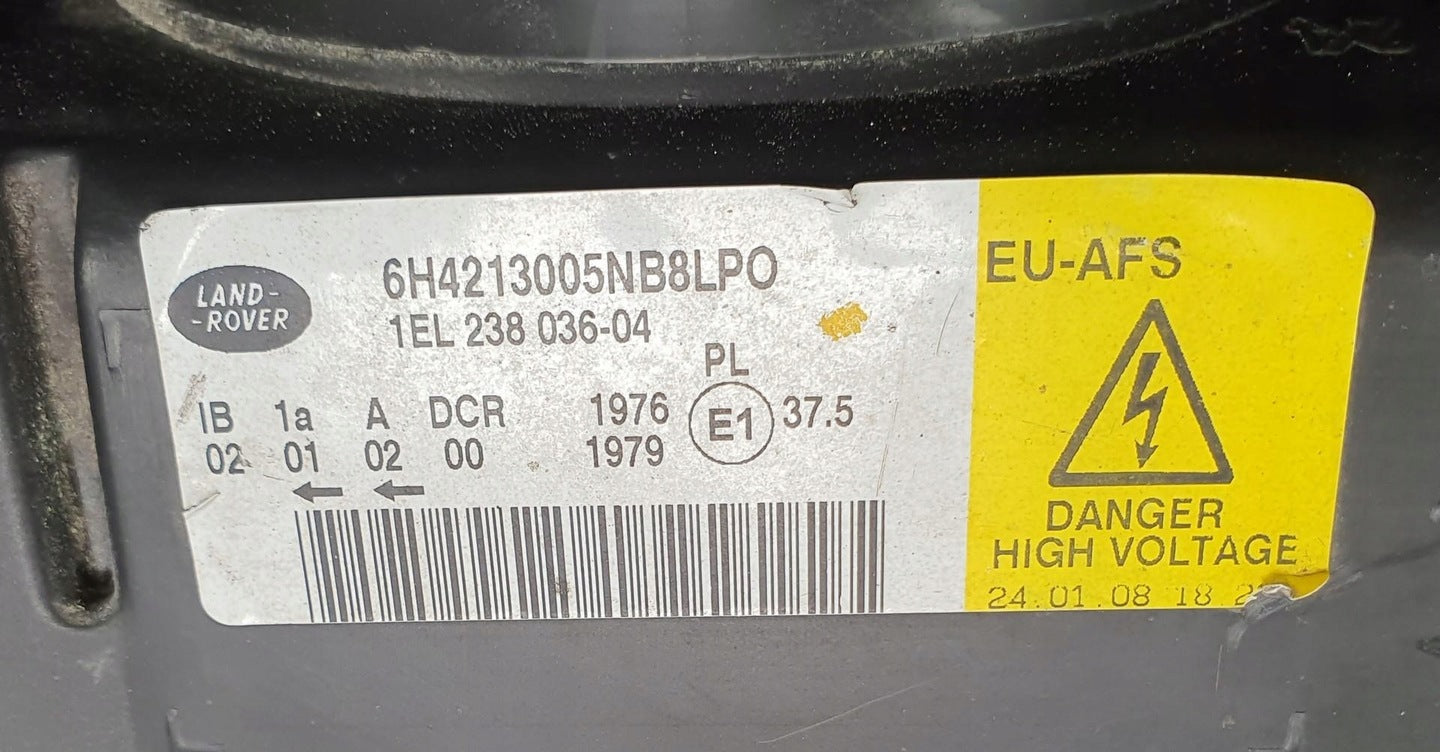 LAND-
-ROVER
6H4213005NB8LPO
1EL 238 036-04
PL
IB 1a A DCR 1976 E1 37.5
02 01 02 00 1979
EU-AFS
DANGER
HIGH VOLTAGE
24.01.08 18